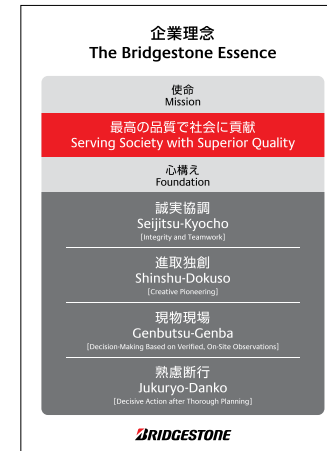 企業理念
The Bridgestone Essence
使命
Mission
最高の品質で社会に貢献
Serving Society with Superior Quality
心構え
Foundation
誠実協調
Seijitsu-Kyocho
[Integrity and Teamwork]
進取独創
Shinshu-Dokuso
[Creative Pioneering]
現物現場
Genbutsu-Genba
[Decision-Making Based on Verified, On-Site Observations]
熟慮断行
Jukuryo-Danko
[Decisive Action after Thorough Planning]
BRIDGESTONE